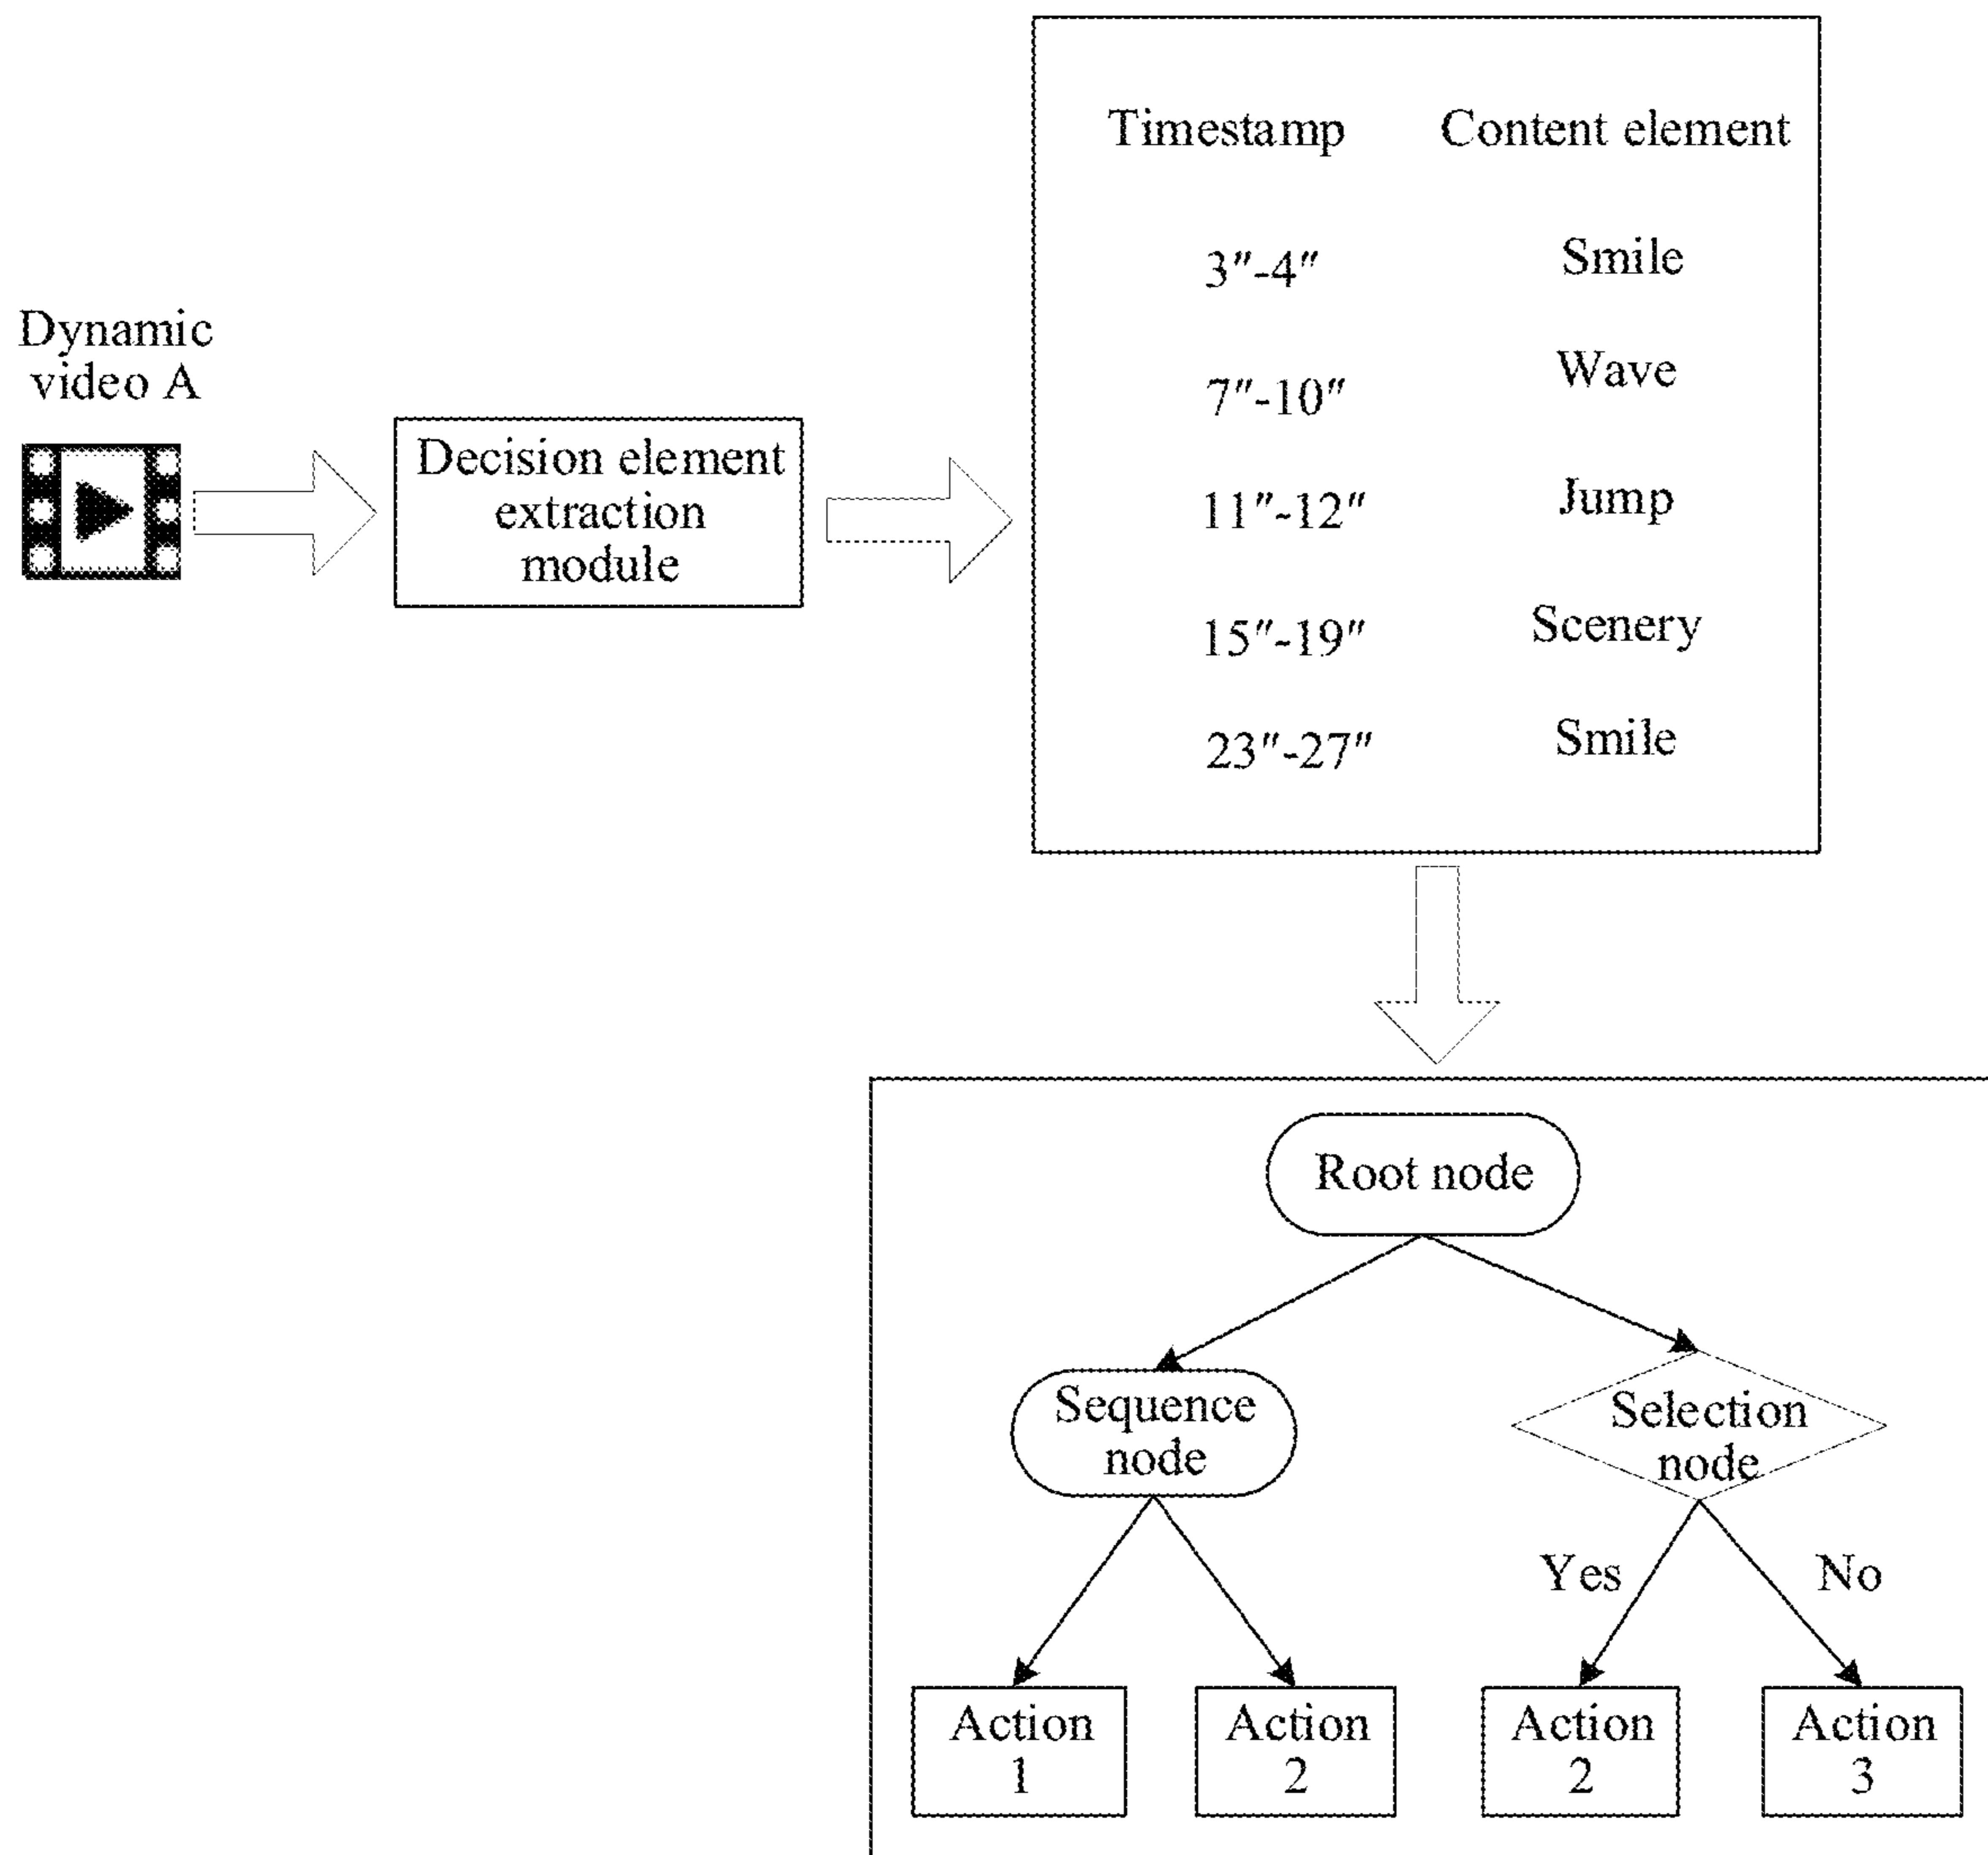 Dynamic
video A
Decision element
extraction
module
Timestamp Content element
3″-4″ Smile
7″-10″ Wave
11″-12″ Jump
15″-19″ Scenery
23″-27″ Smile
Root node
Sequence
node
Selection
node
Yes No
Action
1
Action
2
Action
2
Action
3